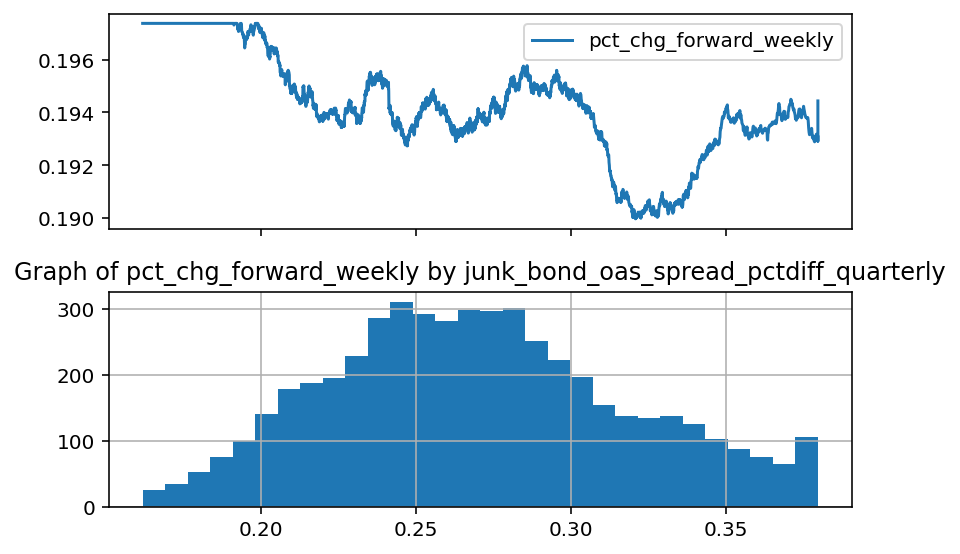 pct_chg_forward_weekly
0.196
0.194
0.192
0.190
Graph of pct_chg_forward_weekly by junk_bond_oas_spread_pctdiff_quarterly
300
200
100
0
0.20 0.25 0.30 0.35